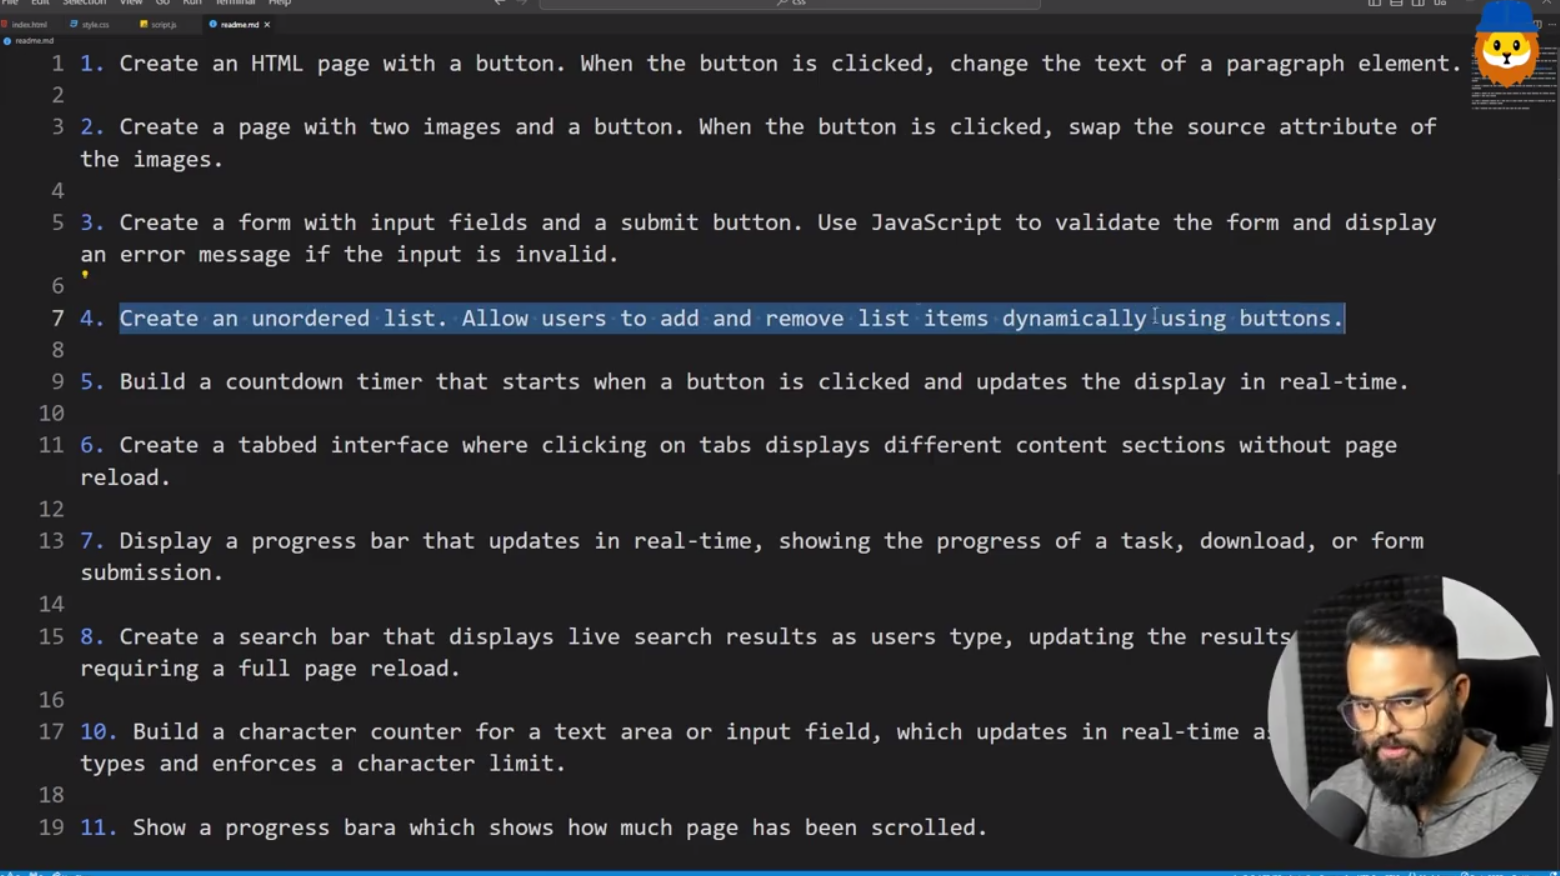 File Edit Selection View Go Run Terminal Help
css
index.html style.css script.js readme.md
readme.md
1 1. Create an HTML page with a button. When the button is clicked, change the text of a paragraph element.
2
3 2. Create a page with two images and a button. When the button is clicked, swap the source attribute of
the images.
4
5 3. Create a form with input fields and a submit button. Use JavaScript to validate the form and display
an error message if the input is invalid.
6
7 4. Create an unordered list. Allow users to add and remove list items dynamically using buttons.
8
9 5. Build a countdown timer that starts when a button is clicked and updates the display in real-time.
10
11 6. Create a tabbed interface where clicking on tabs displays different content sections without page
reload.
12
13 7. Display a progress bar that updates in real-time, showing the progress of a task, download, or form
submission.
14
15 8. Create a search bar that displays live search results as users type, updating the results
requiring a full page reload.
16
17 10. Build a character counter for a text area or input field, which updates in real-time
types and enforces a character limit.
18
19 11. Show a progress bara which shows how much page has been scrolled.